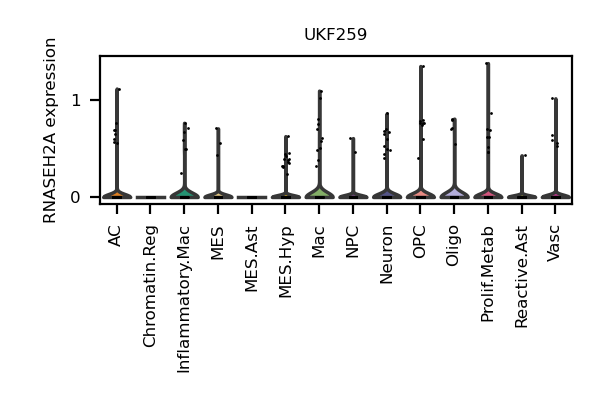 UKF259
RNASEH2A expression
1
0
AC
Chromatin.Reg
Inflammatory.Mac
MES
MES.Ast
MES.Hyp
Mac
NPC
Neuron
OPC
Oligo
Prolif.Metab
Reactive.Ast
Vasc